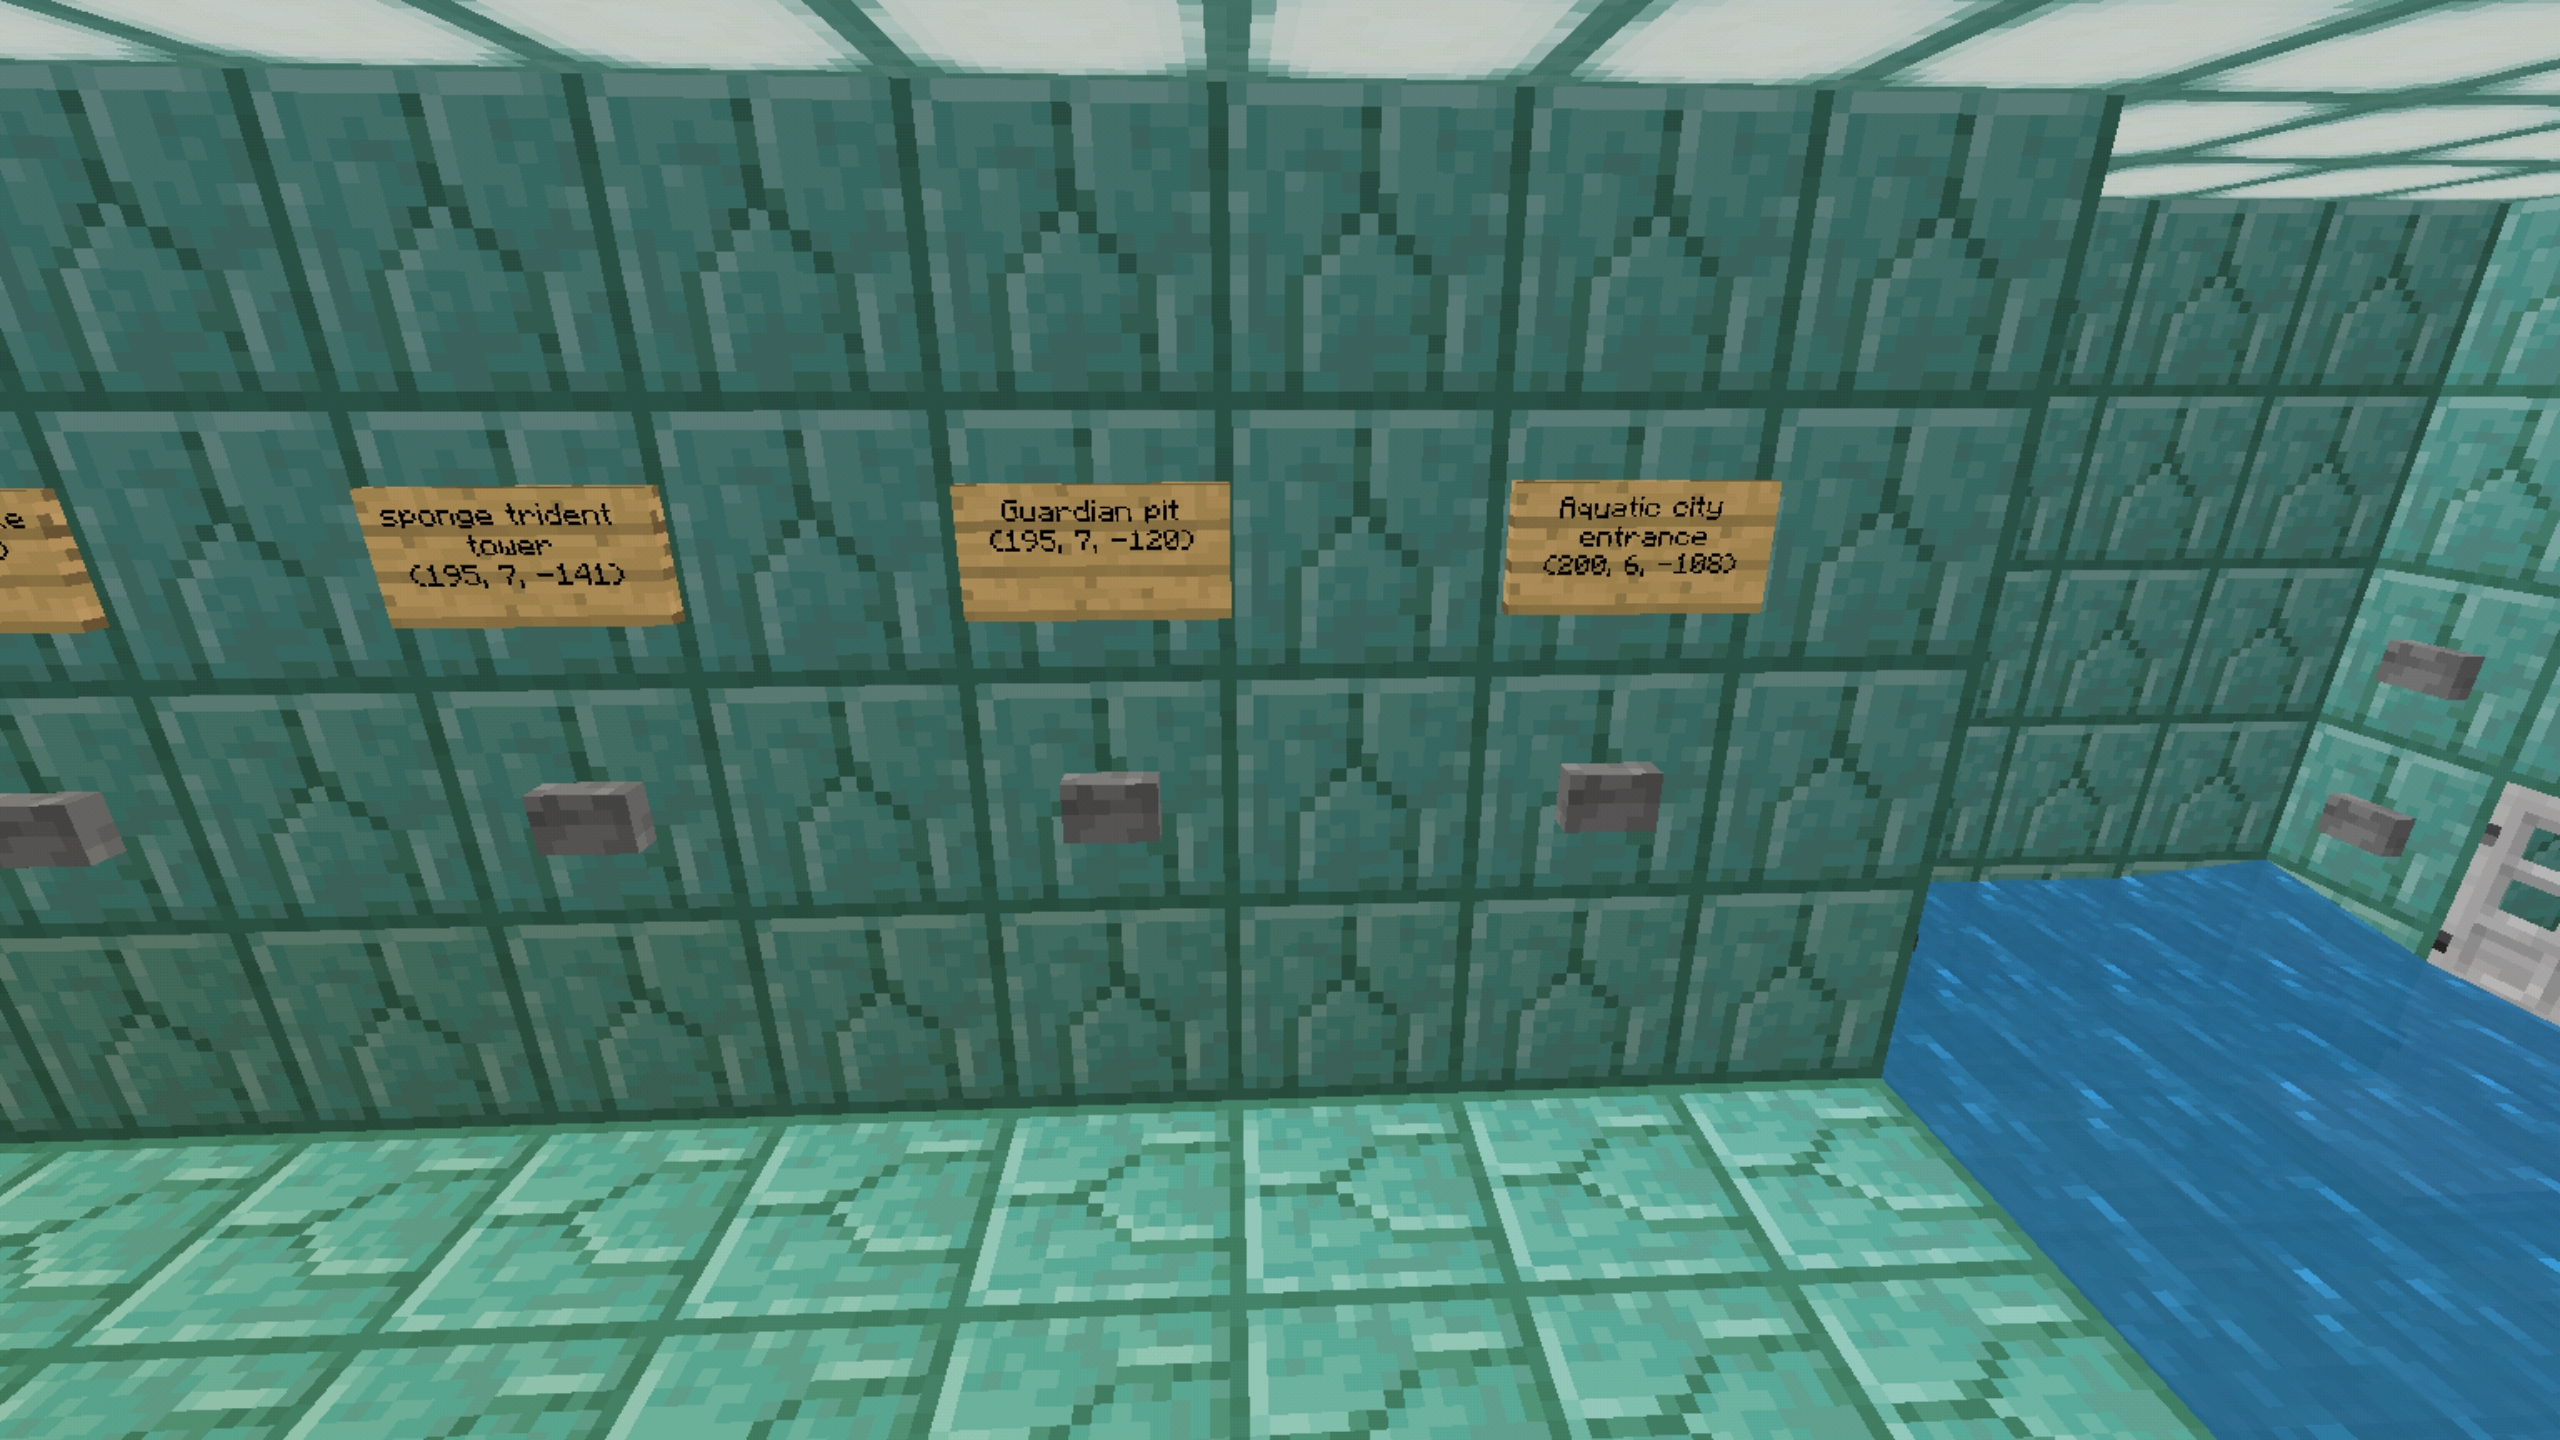 sponge trident
tower
(195, 7, -141)
Guardian pit
(195, 7, -120)
Aquatic city
entrance
(200, 6, -108)